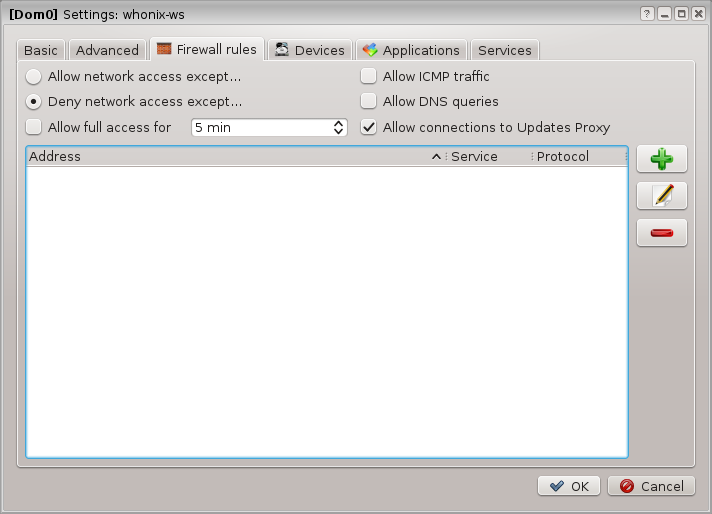 [Dom0] Settings: whonix-ws
Basic Advanced Firewall rules Devices Applications Services
Allow network access except... Allow ICMP traffic
Deny network access except... Allow DNS queries
Allow full access for 5 min Allow connections to Updates Proxy
Address Service Protocol
OK Cancel